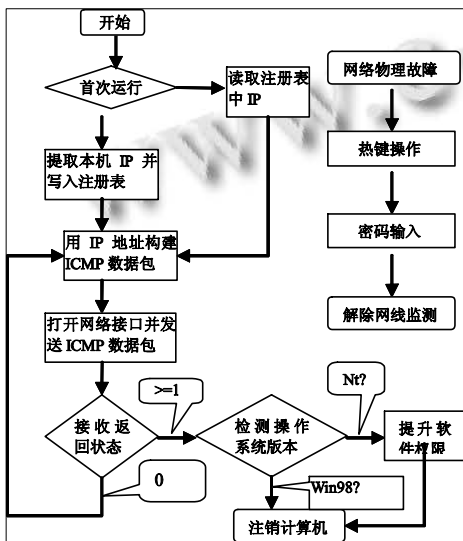 开始
首次运行
读取注册表
中 IP
提取本机 IP 并
写入注册表
用 IP 地址构建
ICMP 数据包
打开网络接口并发
送 ICMP 数据包
>=1
接收返
回状态
0
检测操作
系统版本
Nt?
提升软
件权限
Win98?
注销计算机
网络物理故障
热键操作
密码输入
解除网线监测